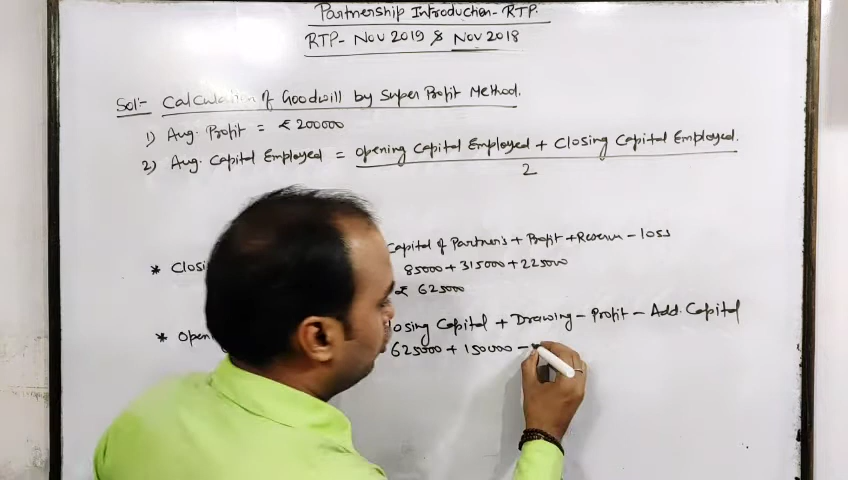 Partnership Introduction - RTP.
RTP - Nov 2019 & Nov 2018
Sol:- Calculation of Goodwill by Super Profit Method.
1) Avg. Profit = ₹ 200000
2) Avg. Capital Employed = Opening Capital Employed + Closing Capital Employed.
2
Capital of Partner's + Profit + Reserve - loss
* Closi
85000 + 315000 + 225000
₹ 625000
* Open losing Capital + Drawing - Profit - Add. Capital
625000 + 150000 -